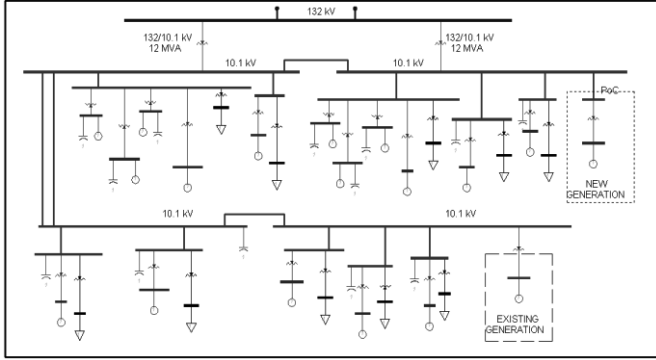 132 kV
132/10.1 kV
12 MVA
132/10.1 kV
12 MVA
10.1 kV
10.1 kV
PoC
NEW
GENERATION
10.1 kV
10.1 kV
EXISTING
GENERATION